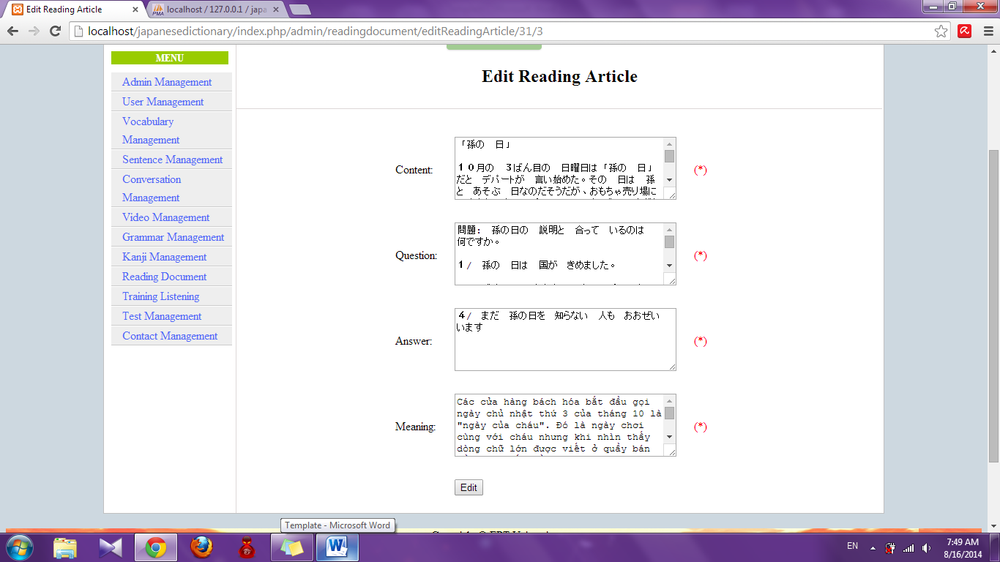 Edit Reading Article
localhost / 127.0.0.1 / japa
localhost/japanesedictionary/index.php/admin/readingdocument/editReadingArticle/31/3
MENU
Admin Management
User Management
Vocabulary
Management
Sentence Management
Conversation
Management
Video Management
Grammar Management
Kanji Management
Reading Document
Training Listening
Test Management
Contact Management
Edit Reading Article
Content:
「孫の　日」
１０月の　３ばん目の　日曜日は「孫の　日」
だと　デパートが　言い始めた。その　日は　孫
と　あそぶ　日なのだそうだが、おもちゃ売り場に
(*)
Question:
問題：　孫の日の　説明と　合って　いるのは
何ですか。
１/　孫の　日は　国が　きめました。
(*)
Answer:
４/　まだ　孫の日を　知らない　人も　おおぜい
います
(*)
Meaning:
Các cửa hàng bách hóa bắt đầu gọi
ngày chủ nhật thứ 3 của tháng 10 là
"ngày của cháu". Đó là ngày chơi
cùng với cháu nhưng khi nhìn thấy
dòng chữ lớn được viết ở quầy bán
(*)
Edit
Template - Microsoft Word
EN
7:49 AM
8/16/2014